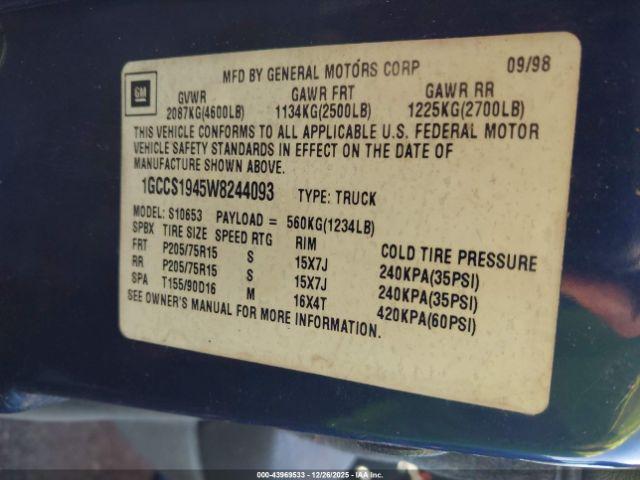 GM
MFD BY GENERAL MOTORS CORP 09/98
GVWR GAWR FRT GAWR RR
2087KG(4600LB) 1134KG(2500LB) 1225KG(2700LB)
THIS VEHICLE CONFORMS TO ALL APPLICABLE U.S. FEDERAL MOTOR
VEHICLE SAFETY STANDARDS IN EFFECT ON THE DATE OF
MANUFACTURE SHOWN ABOVE.
1GCCS1945W8244093 TYPE: TRUCK
MODEL: S10653 PAYLOAD = 560KG(1234LB)
SPBX TIRE SIZE SPEED RTG RIM COLD TIRE PRESSURE
FRT P205/75R15 S 15X7J 240KPA(35PSI)
RR P205/75R15 S 15X7J 240KPA(35PSI)
SPA T155/90D16 M 16X4T 420KPA(60PSI)
SEE OWNER'S MANUAL FOR MORE INFORMATION.
000-43969533 - 12/26/2025 - IAAI.com